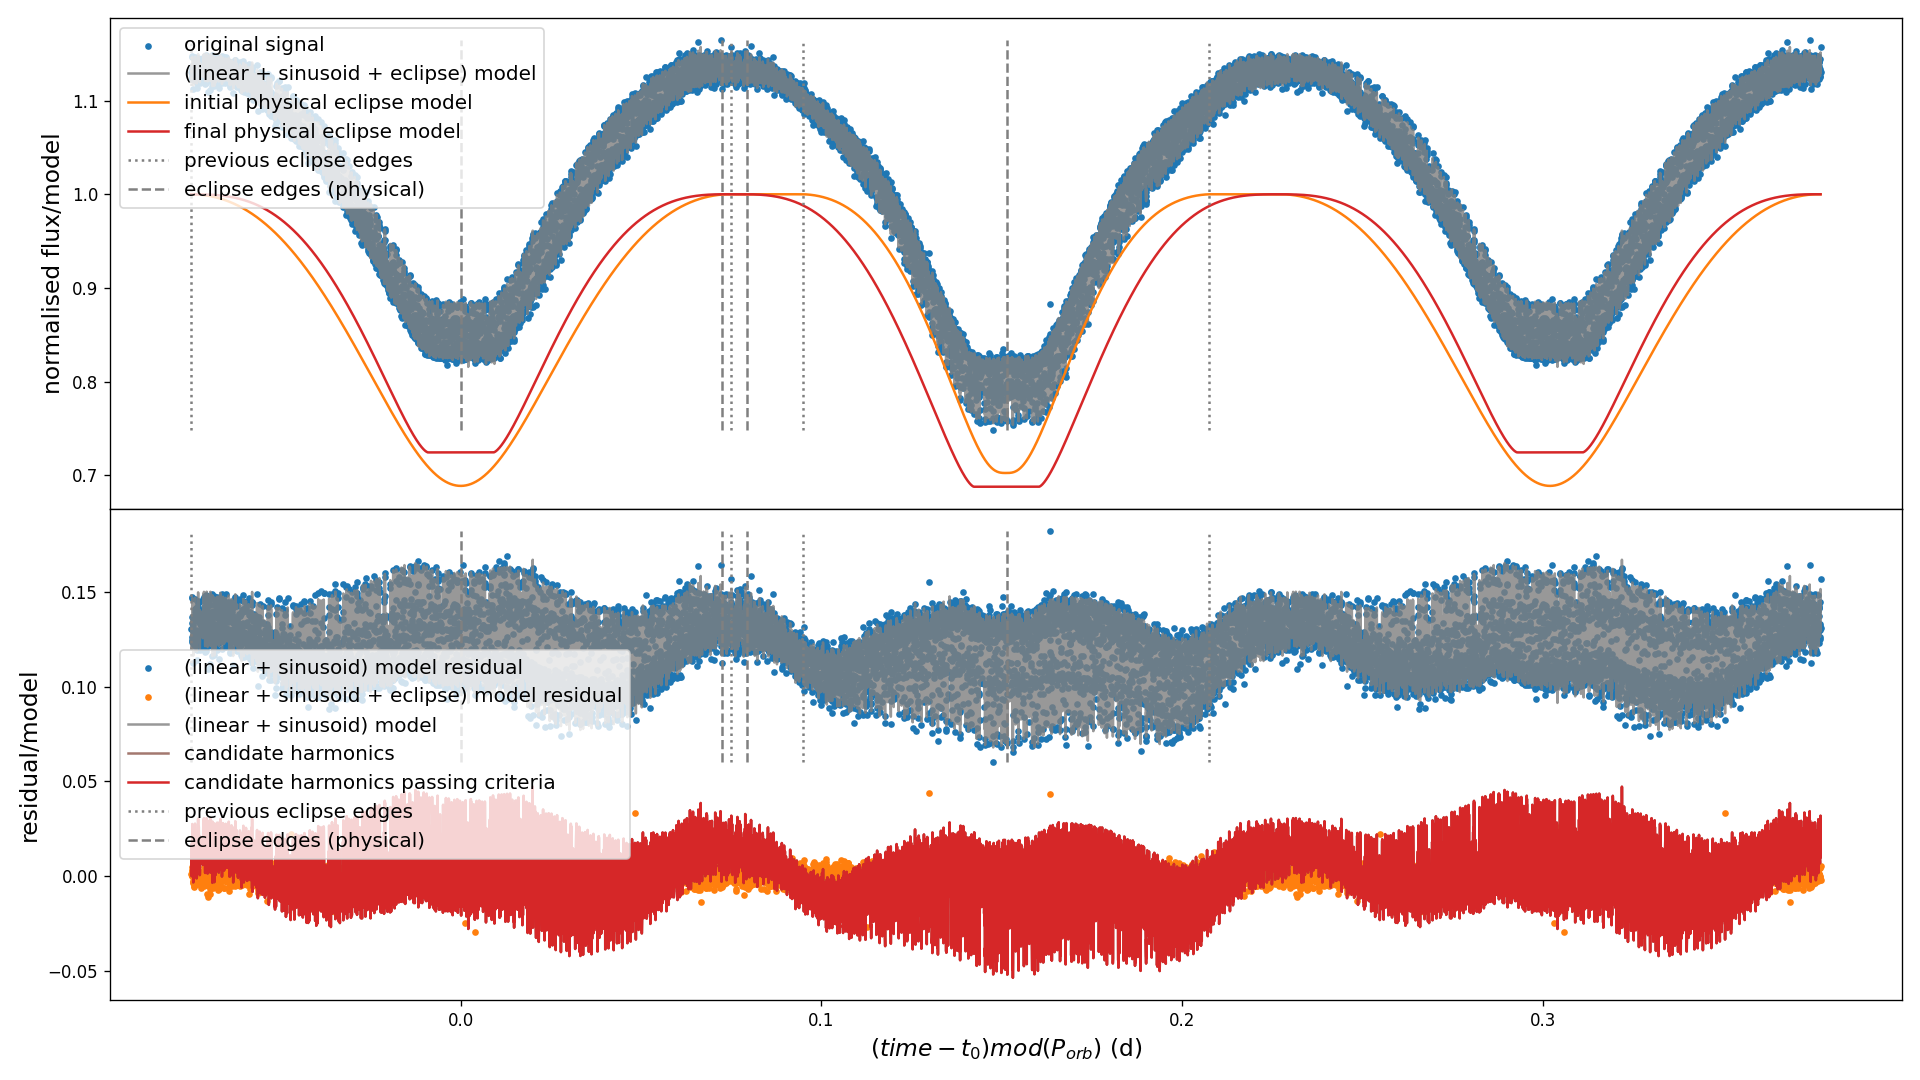 original signal
(linear + sinusoid + eclipse) model
initial physical eclipse model
final physical eclipse model
previous eclipse edges
eclipse edges (physical)
normalised flux/model
1.1
1.0
0.9
0.8
0.7
(linear + sinusoid) model residual
(linear + sinusoid + eclipse) model residual
(linear + sinusoid) model
candidate harmonics
candidate harmonics passing criteria
previous eclipse edges
eclipse edges (physical)
residual/model
0.15
0.10
0.05
0.00
−0.05
0.0 0.1 0.2 0.3
(time − t₀)mod(Pₒᵣb) (d)